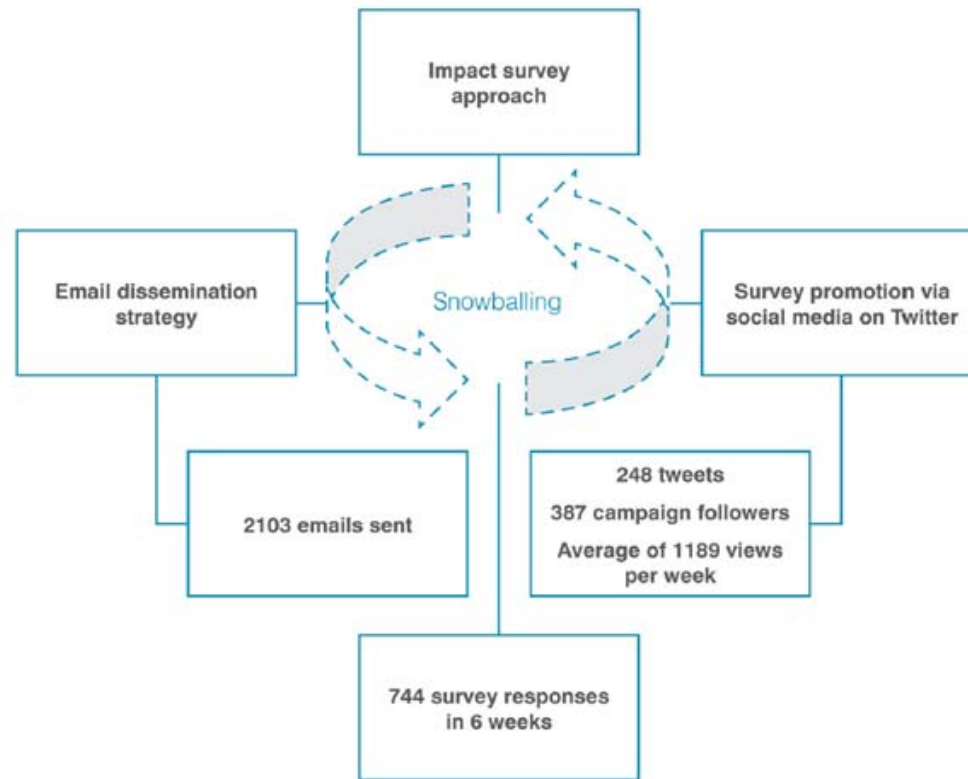 Impact survey
approach
Email dissemination
strategy
Snowballing
Survey promotion via
social media on Twitter
2103 emails sent
248 tweets
387 campaign followers
Average of 1189 views
per week
744 survey responses
in 6 weeks